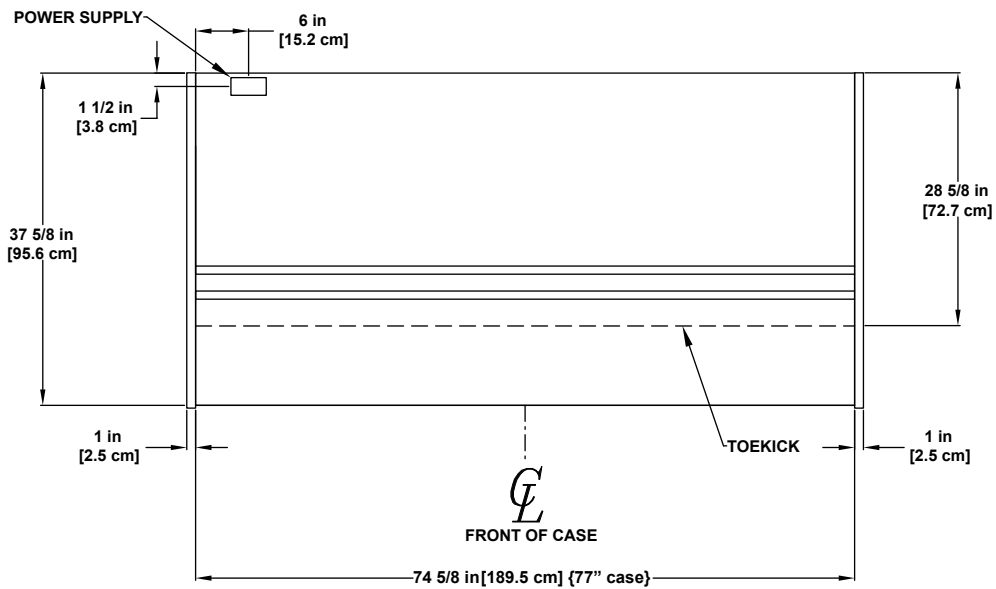 POWER SUPPLY
6 in
[15.2 cm]
1 1/2 in
[3.8 cm]
28 5/8 in
[72.7 cm]
37 5/8 in
[95.6 cm]
1 in
[2.5 cm]
TOEKICK
1 in
[2.5 cm]
CL
FRONT OF CASE
74 5/8 in[189.5 cm] {77” case}